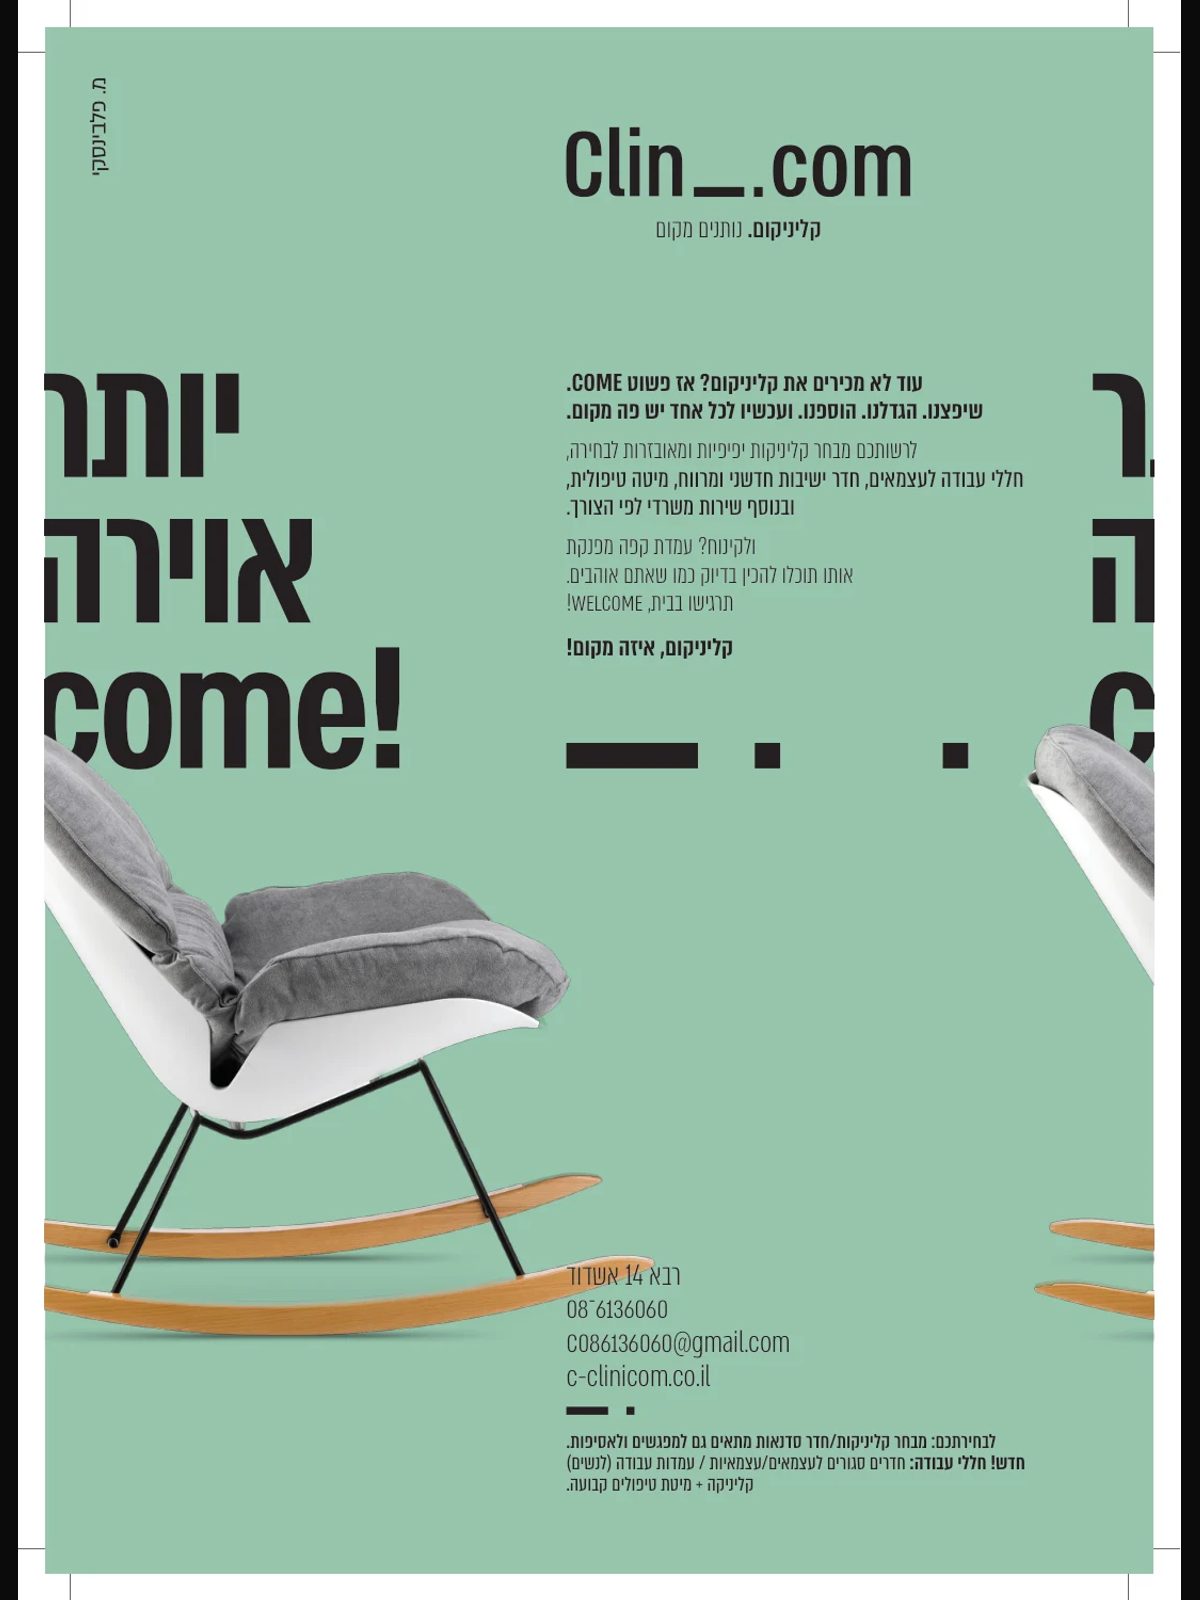 מ. פלבינסקי
Clin_.com
קליניקום. נותנים מקום
יותר
אוירה
come!
עוד לא מכירים את קליניקום? אז פשוט COME.
שיפצנו. הגדלנו. הוספנו. ועכשיו לכל אחד יש פה מקום.
לרשותכם מבחר קליניקות יפיפיות ומאובזרות לבחירה,
חללי עבודה לעצמאים, חדר ישיבות חדשני ומרווח, מיטה טיפולית,
ובנוסף שירות משרדי לפי הצורך.
ולקינוח? עמדת קפה מפנקת
אותו תוכלו להכין בדיוק כמו שאתם אוהבים.
תרגישו בבית, WELCOME!
קליניקום, איזה מקום!
ר
ה
c
רבא 14 אשדוד
08-6136060
C086136060@gmail.com
c-clinicom.co.il
לבחירתכם: מבחר קליניקות/חדר סדנאות מתאים גם למפגשים ולאסיפות.
חדש! חללי עבודה: חדרים סגורים לעצמאים/עצמאיות / עמדות עבודה (לנשים)
קליניקה + מיטת טיפולים קבועה.